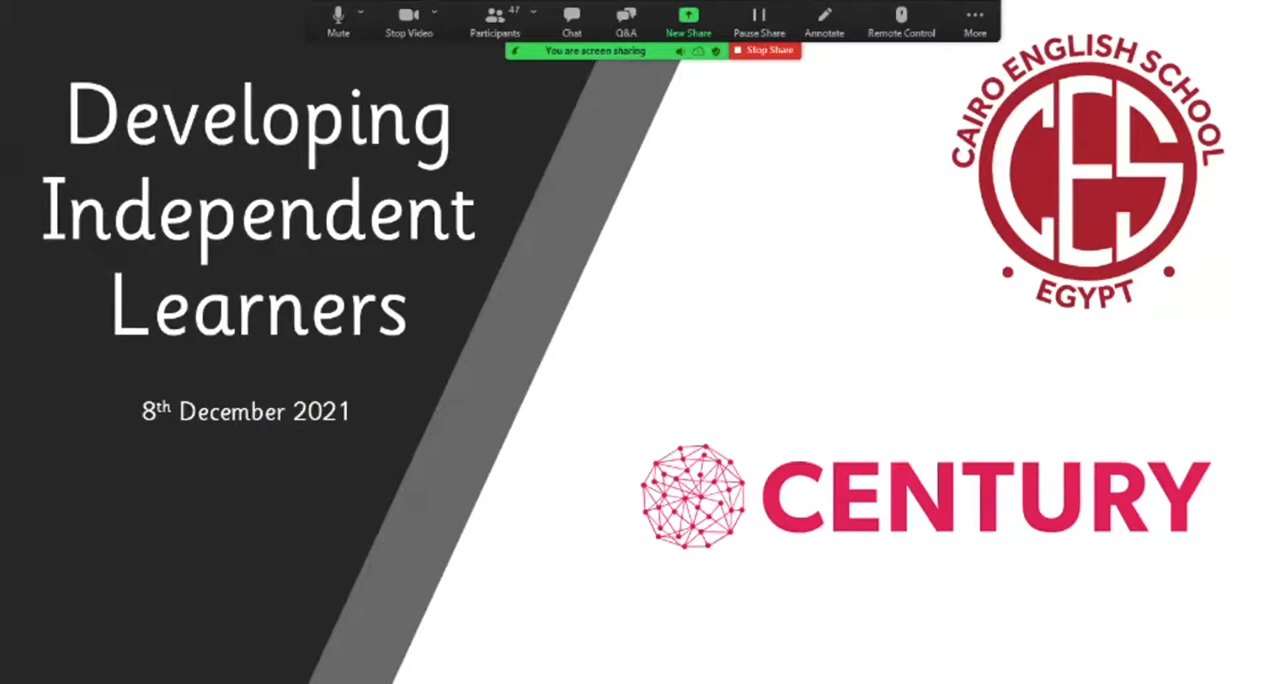 47
Mute
Stop Video
Participants
Chat
Q&A
New Share
Pause Share
Annotate
Remote Control
More
You are screen sharing
Stop Share
Developing
Independent
Learners
8th December 2021
CAIRO ENGLISH SCHOOL
CES
EGYPT
CENTURY